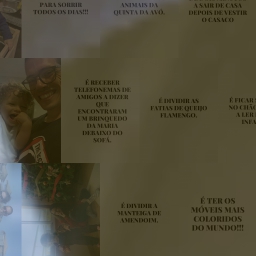 PARA SORRIR
TODOS OS DIAS!!!
ANIMAIS DA
QUINTA DA AVÓ.
A SAIR DE CASA
DEPOIS DE VESTIR
O CASACO
É RECEBER
TELEFONEMAS DE
AMIGOS A DIZER
QUE
ENCONTRARAM
UM BRINQUEDO
DA MARIA
DEBAIXO DO
SOFÁ.
É DIVIDIR AS
FATIAS DE QUEIJO
FLAMENGO.
É FICAR
NO CHÃO
A LER
É DIVIDIR A
MANTEIGA DE
AMENDOIM.
É TER OS
MÓVEIS MAIS
COLORIDOS
DO MUNDO!!!